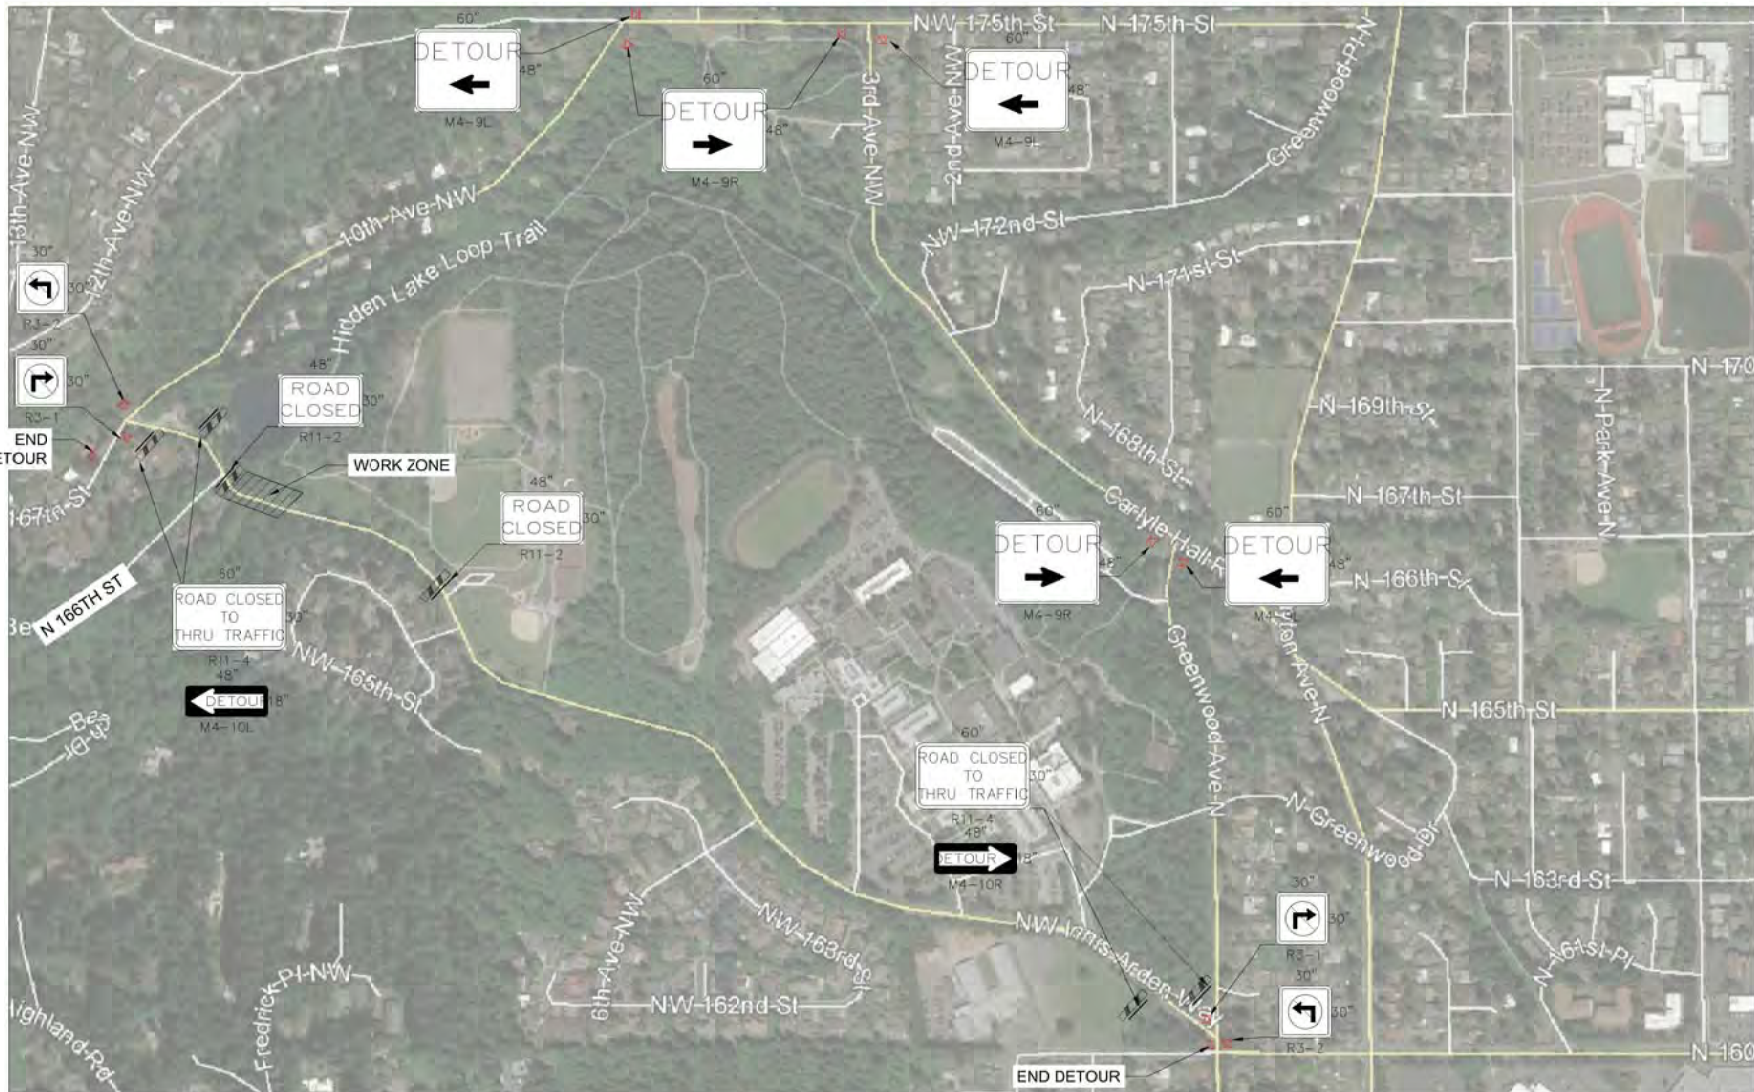 60"
DETOUR
48"
M4-9L
60"
DETOUR
48"
M4-9R
60"
DETOUR
48"
M4-9L
NW 175th St
N 175th St
3rd Ave NW
2nd Ave NW
Greenwood Pl N
13th Ave NW
12th Ave NW
10th Ave NW
Hidden Lake Loop Trail
NW 172nd St
N 171st St
30"
30"
R3-2
30"
30"
R3-1
END
ETOUR
48"
ROAD
CLOSED
30"
R11-2
WORK ZONE
48"
ROAD
CLOSED
30"
R11-2
N 170
N 169th St
N 168th St
N 167th St
N Park Ave N
167th St
Carlyle Hall R
60"
DETOUR
48"
M4-9R
60"
DETOUR
48"
N 166th St
N 166TH ST
Be
60"
ROAD CLOSED
TO
THRU TRAFFIC
30"
R11-4
48"
DETOUR
18"
M4-10L
NW 165th St
Greenwood Ave N
ton Ave N
N 165th St
60"
ROAD CLOSED
TO
THRU TRAFFIC
30"
R11-4
48"
DETOUR
18"
M4-10R
N Greenwood Dr
N 163rd St
30"
30"
R3-1
30"
30"
R3-2
N 161st Pl
NW Innis Arden Way
6th Ave NW
NW 163rd St
NW 162nd St
Fredrick Pl NW
Highland Rd
END DETOUR
N 160